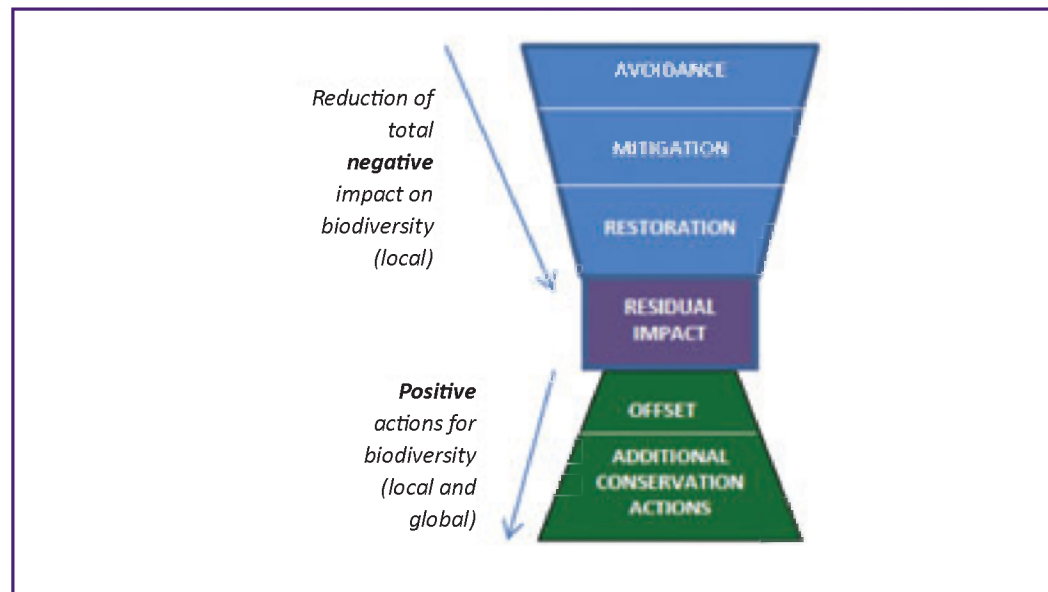 AVOIDANCE
Reduction of
total
negative
impact on
biodiversity
(local)
MITIGATION
RESTORATION
RESIDUAL
IMPACT
Positive
actions for
biodiversity
(local and
global)
OFFSET
ADDITIONAL
CONSERVATION
ACTIONS